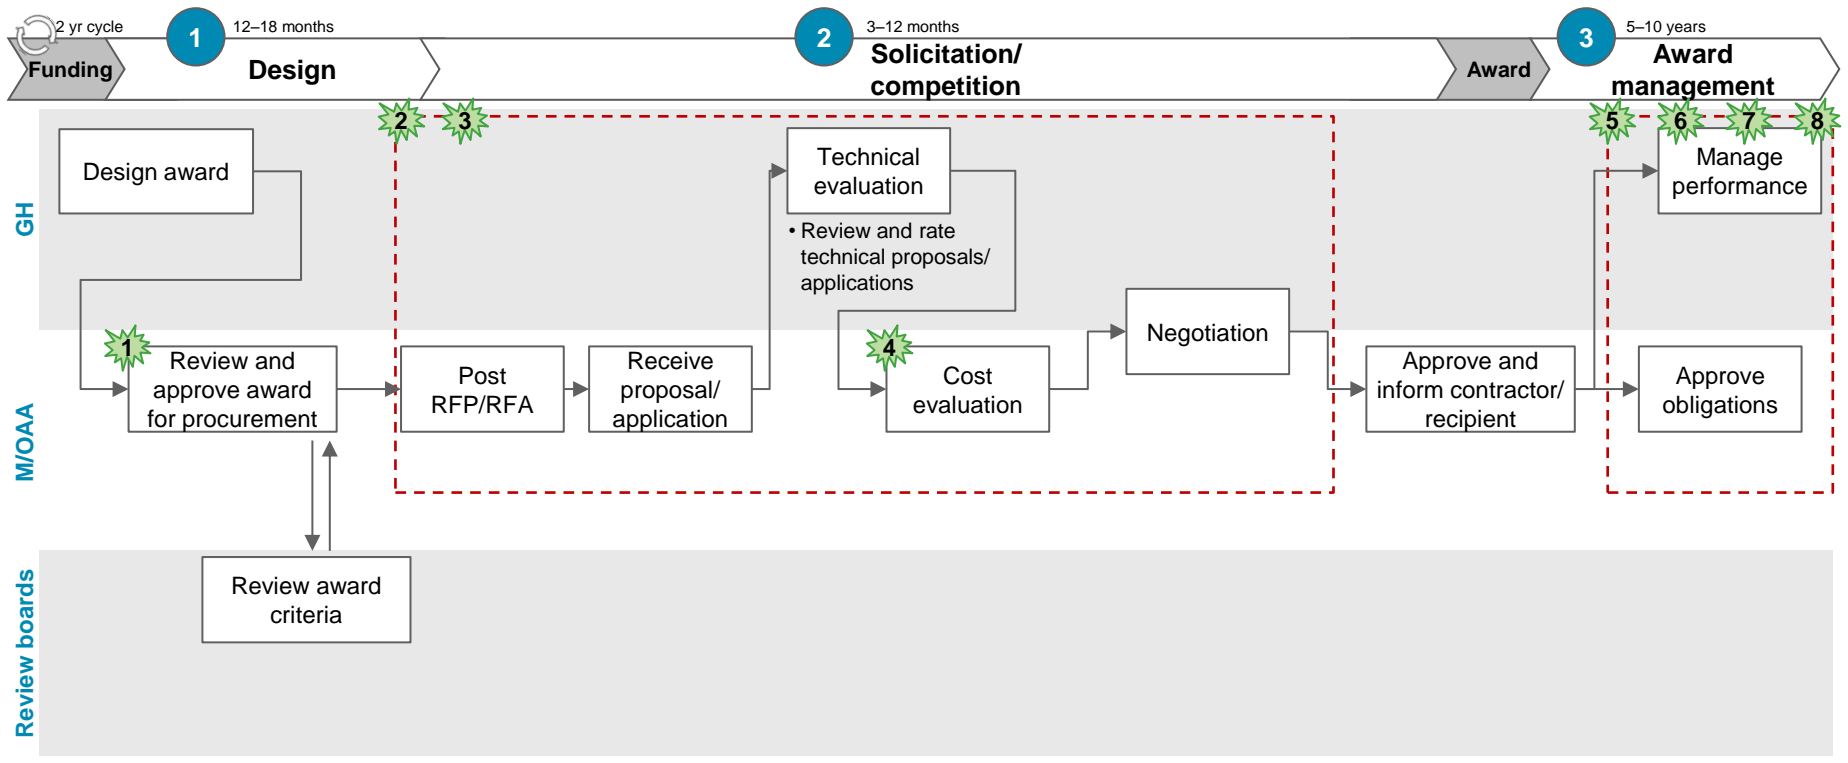 2 yr cycle
1
12–18 months
2
3–12 months
3
5–10 years
Funding
Design
Solicitation/
competition
Award
Award
management
2
3
5
6
7
8
GH
Design award
Technical
evaluation
• Review and rate
technical proposals/
applications
Manage
performance
Negotiation
M/OAA
1
Review and
approve award
for procurement
Post
RFP/RFA
Receive
proposal/
application
4
Cost
evaluation
Approve and
inform contractor/
recipient
Approve
obligations
Review boards
Review award
criteria